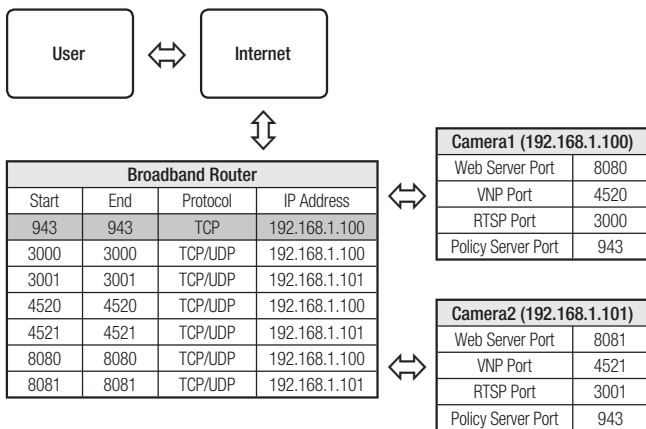 User
Internet
Broadband Router
Start End Protocol IP Address
943 943 TCP 192.168.1.100
3000 3000 TCP/UDP 192.168.1.100
3001 3001 TCP/UDP 192.168.1.101
4520 4520 TCP/UDP 192.168.1.100
4521 4521 TCP/UDP 192.168.1.101
8080 8080 TCP/UDP 192.168.1.100
8081 8081 TCP/UDP 192.168.1.101
Camera1 (192.168.1.100)
Web Server Port 8080
VNP Port 4520
RTSP Port 3000
Policy Server Port 943
Camera2 (192.168.1.101)
Web Server Port 8081
VNP Port 4521
RTSP Port 3001
Policy Server Port 943